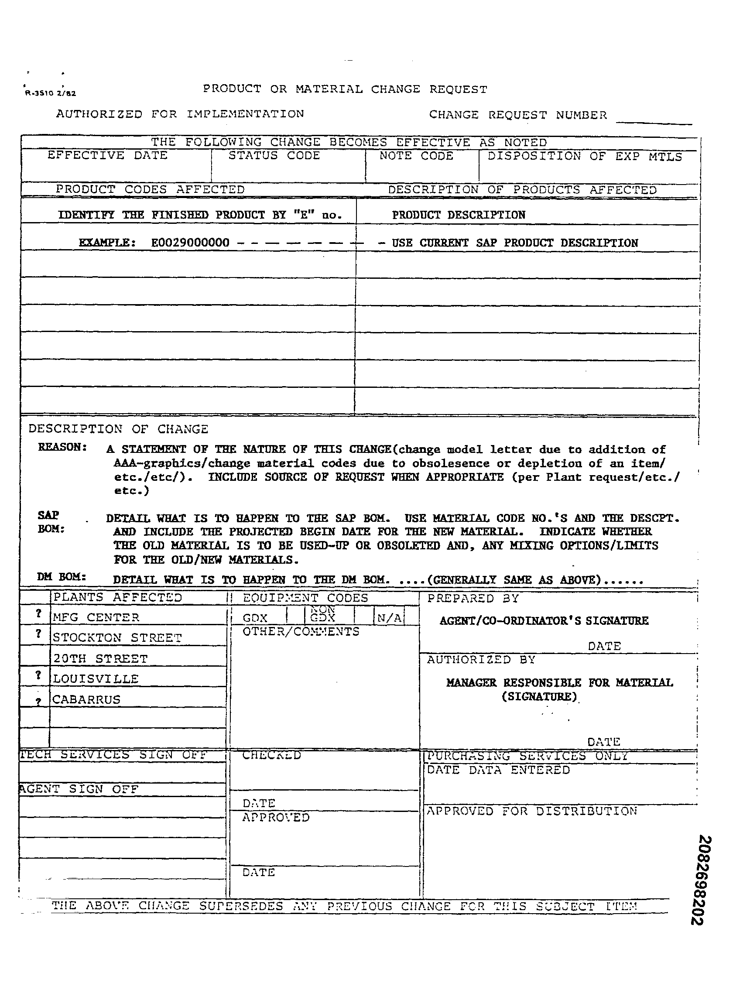 PRODUCT OR MATERIAL CHANGE REQUEST
R-3510 2/82
AUTHORIZED FOR IMPLEMENTATION CHANGE REQUEST NUMBER
THE FOLLOWING CHANGE BECOMES EFFECTIVE AS NOTED
EFFECTIVE DATE STATUS CODE NOTE CODE DISPOSITION OF EXP MTLS
PRODUCT CODES AFFECTED DESCRIPTION OF PRODUCTS AFFECTED
IDENTIFY THE FINISHED PRODUCT BY "E" no. PRODUCT DESCRIPTION
EXAMPLE: E0029000000 - - - - - - - - USE CURRENT SAP PRODUCT DESCRIPTION
DESCRIPTION OF CHANGE
REASON: A STATEMENT OF THE NATURE OF THIS CHANGE(change model letter due to addition of
AAA-graphics/change material codes due to obsolesence or depletion of an item/
etc./etc/). INCLUDE SOURCE OF REQUEST WHEN APPROPRIATE (per Plant request/etc./
etc.)
SAP . DETAIL WHAT IS TO HAPPEN TO THE SAP BOM. USE MATERIAL CODE NO.'S AND THE DESCPT.
BOM: AND INCLUDE THE PROJECTED BEGIN DATE FOR THE NEW MATERIAL. INDICATE WHETHER
THE OLD MATERIAL IS TO BE USED-UP OR OBSOLETED AND, ANY MIXING OPTIONS/LIMITS
FOR THE OLD/NEW MATERIALS.
DM BOM: DETAIL WHAT IS TO HAPPEN TO THE DM BOM. ....(GENERALLY SAME AS ABOVE)......
PLANTS AFFECTED EQUIPMENT CODES PREPARED BY
? MFG CENTER GDX NON GDX N/A
AGENT/CO-ORDINATOR'S SIGNATURE
? STOCKTON STREET OTHER/COMMENTS
DATE
20TH STREET AUTHORIZED BY
? LOUISVILLE MANAGER RESPONSIBLE FOR MATERIAL
? CABARRUS (SIGNATURE)
DATE
TECH SERVICES SIGN OFF CHECKED PURCHASING SERVICES ONLY
DATE DATA ENTERED
AGENT SIGN OFF
DATE
APPROVED APPROVED FOR DISTRIBUTION
DATE
THE ABOVE CHANGE SUPERSEDES ANY PREVIOUS CHANGE FOR THIS SUBJECT ITEM
2082698202